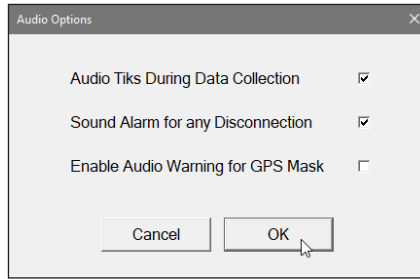 Audio Options
Audio Tiks During Data Collection
Sound Alarm for any Disconnection
Enable Audio Warning for GPS Mask
Cancel OK